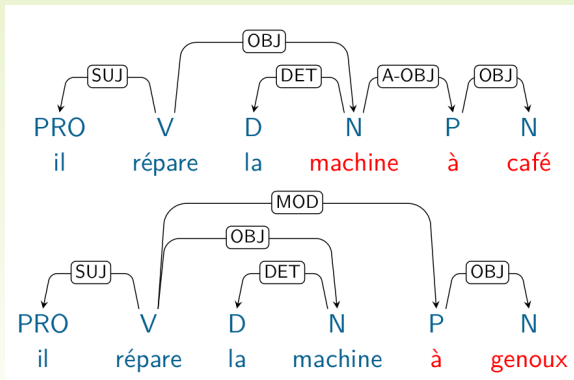 OBJ
SUJ DET A-OBJ OBJ
PRO V D N P N
il répare la machine à café
MOD
OBJ
SUJ DET OBJ
PRO V D N P N
il répare la machine à genoux